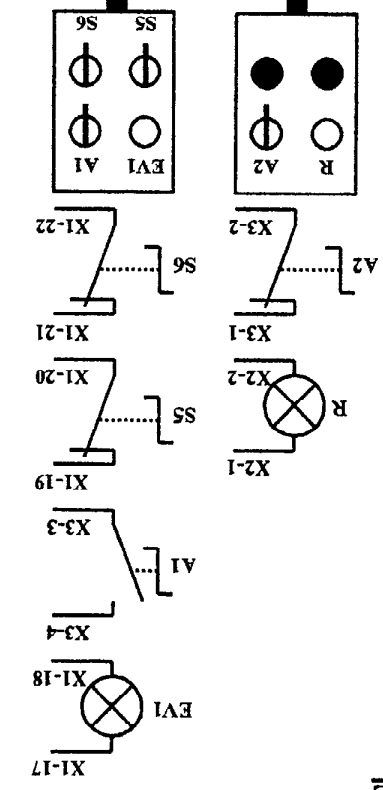 X2-1
R
X2-2
X3-1
A2
X3-2
R A2
X1-17
EV1
X1-18
X3-4
A1
X3-3
X1-19
S5
X1-20
X1-21
S6
X1-22
EV1 A1
S5 S6